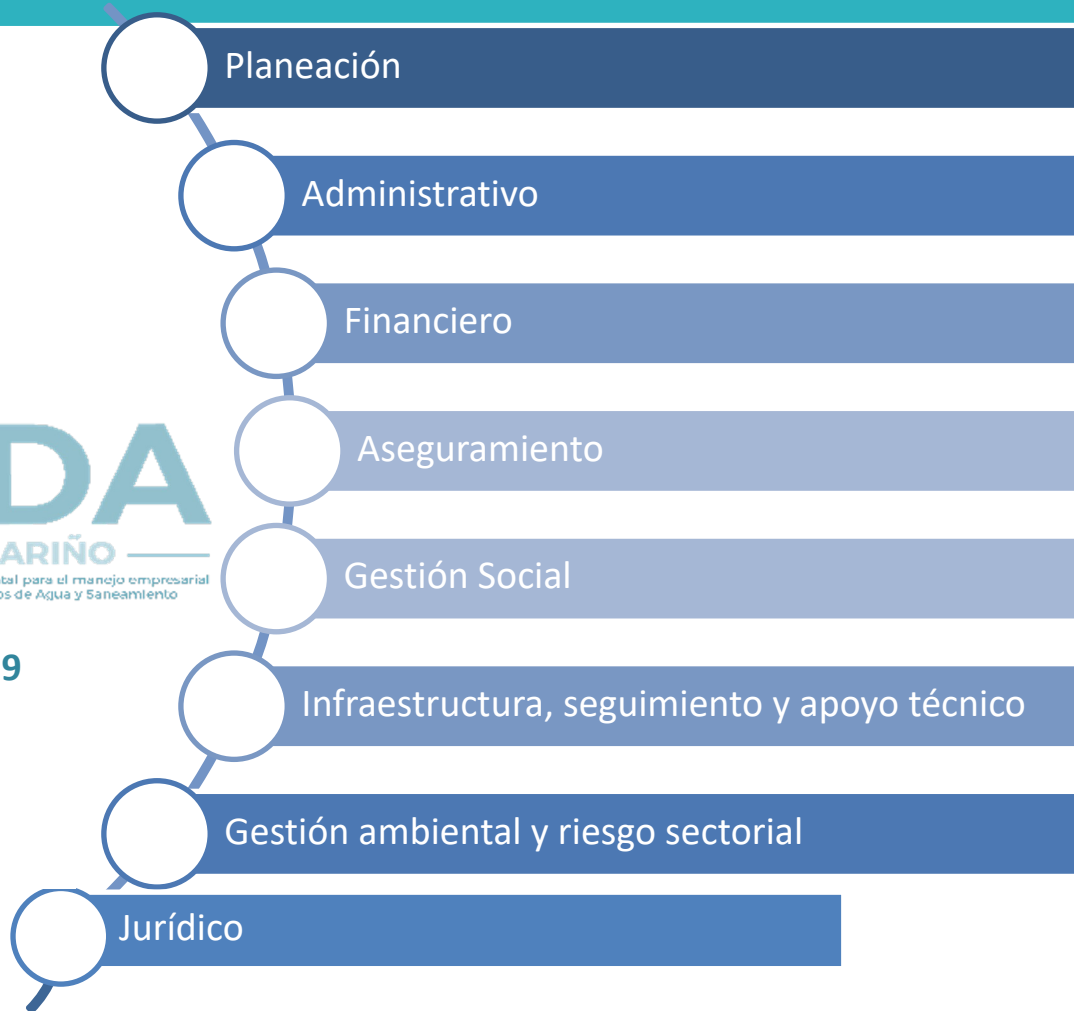 Planeación
Administrativo
Financiero
Aseguramiento
DA
ARIÑO
tal para el manejo empresarial
os de Agua y Saneamiento
Gestión Social
9
Infraestructura, seguimiento y apoyo técnico
Gestión ambiental y riesgo sectorial
Jurídico